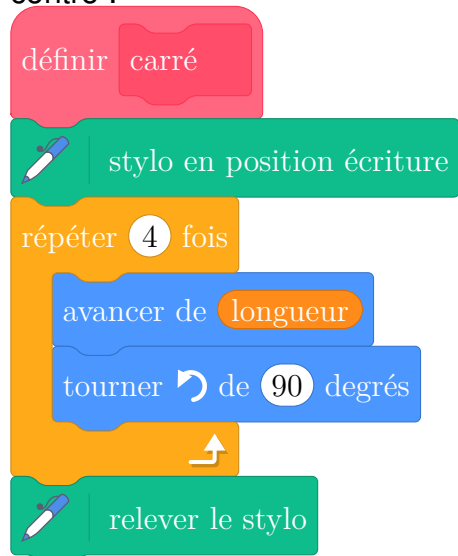 définir carré
stylo en position écriture
répéter 4 fois
avancer de longueur
tourner de 90 degrés
relever le stylo